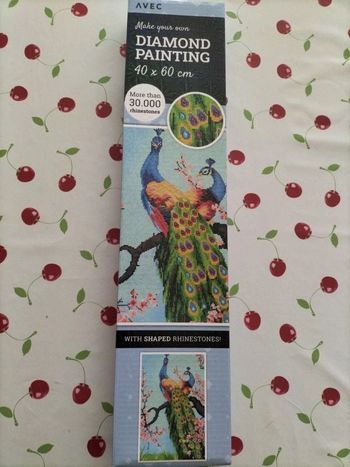 AVEC
Make your own
DIAMOND
PAINTING
40 x 60 cm
More than
30.000
rhinestones
WITH SHAPED RHINESTONES!